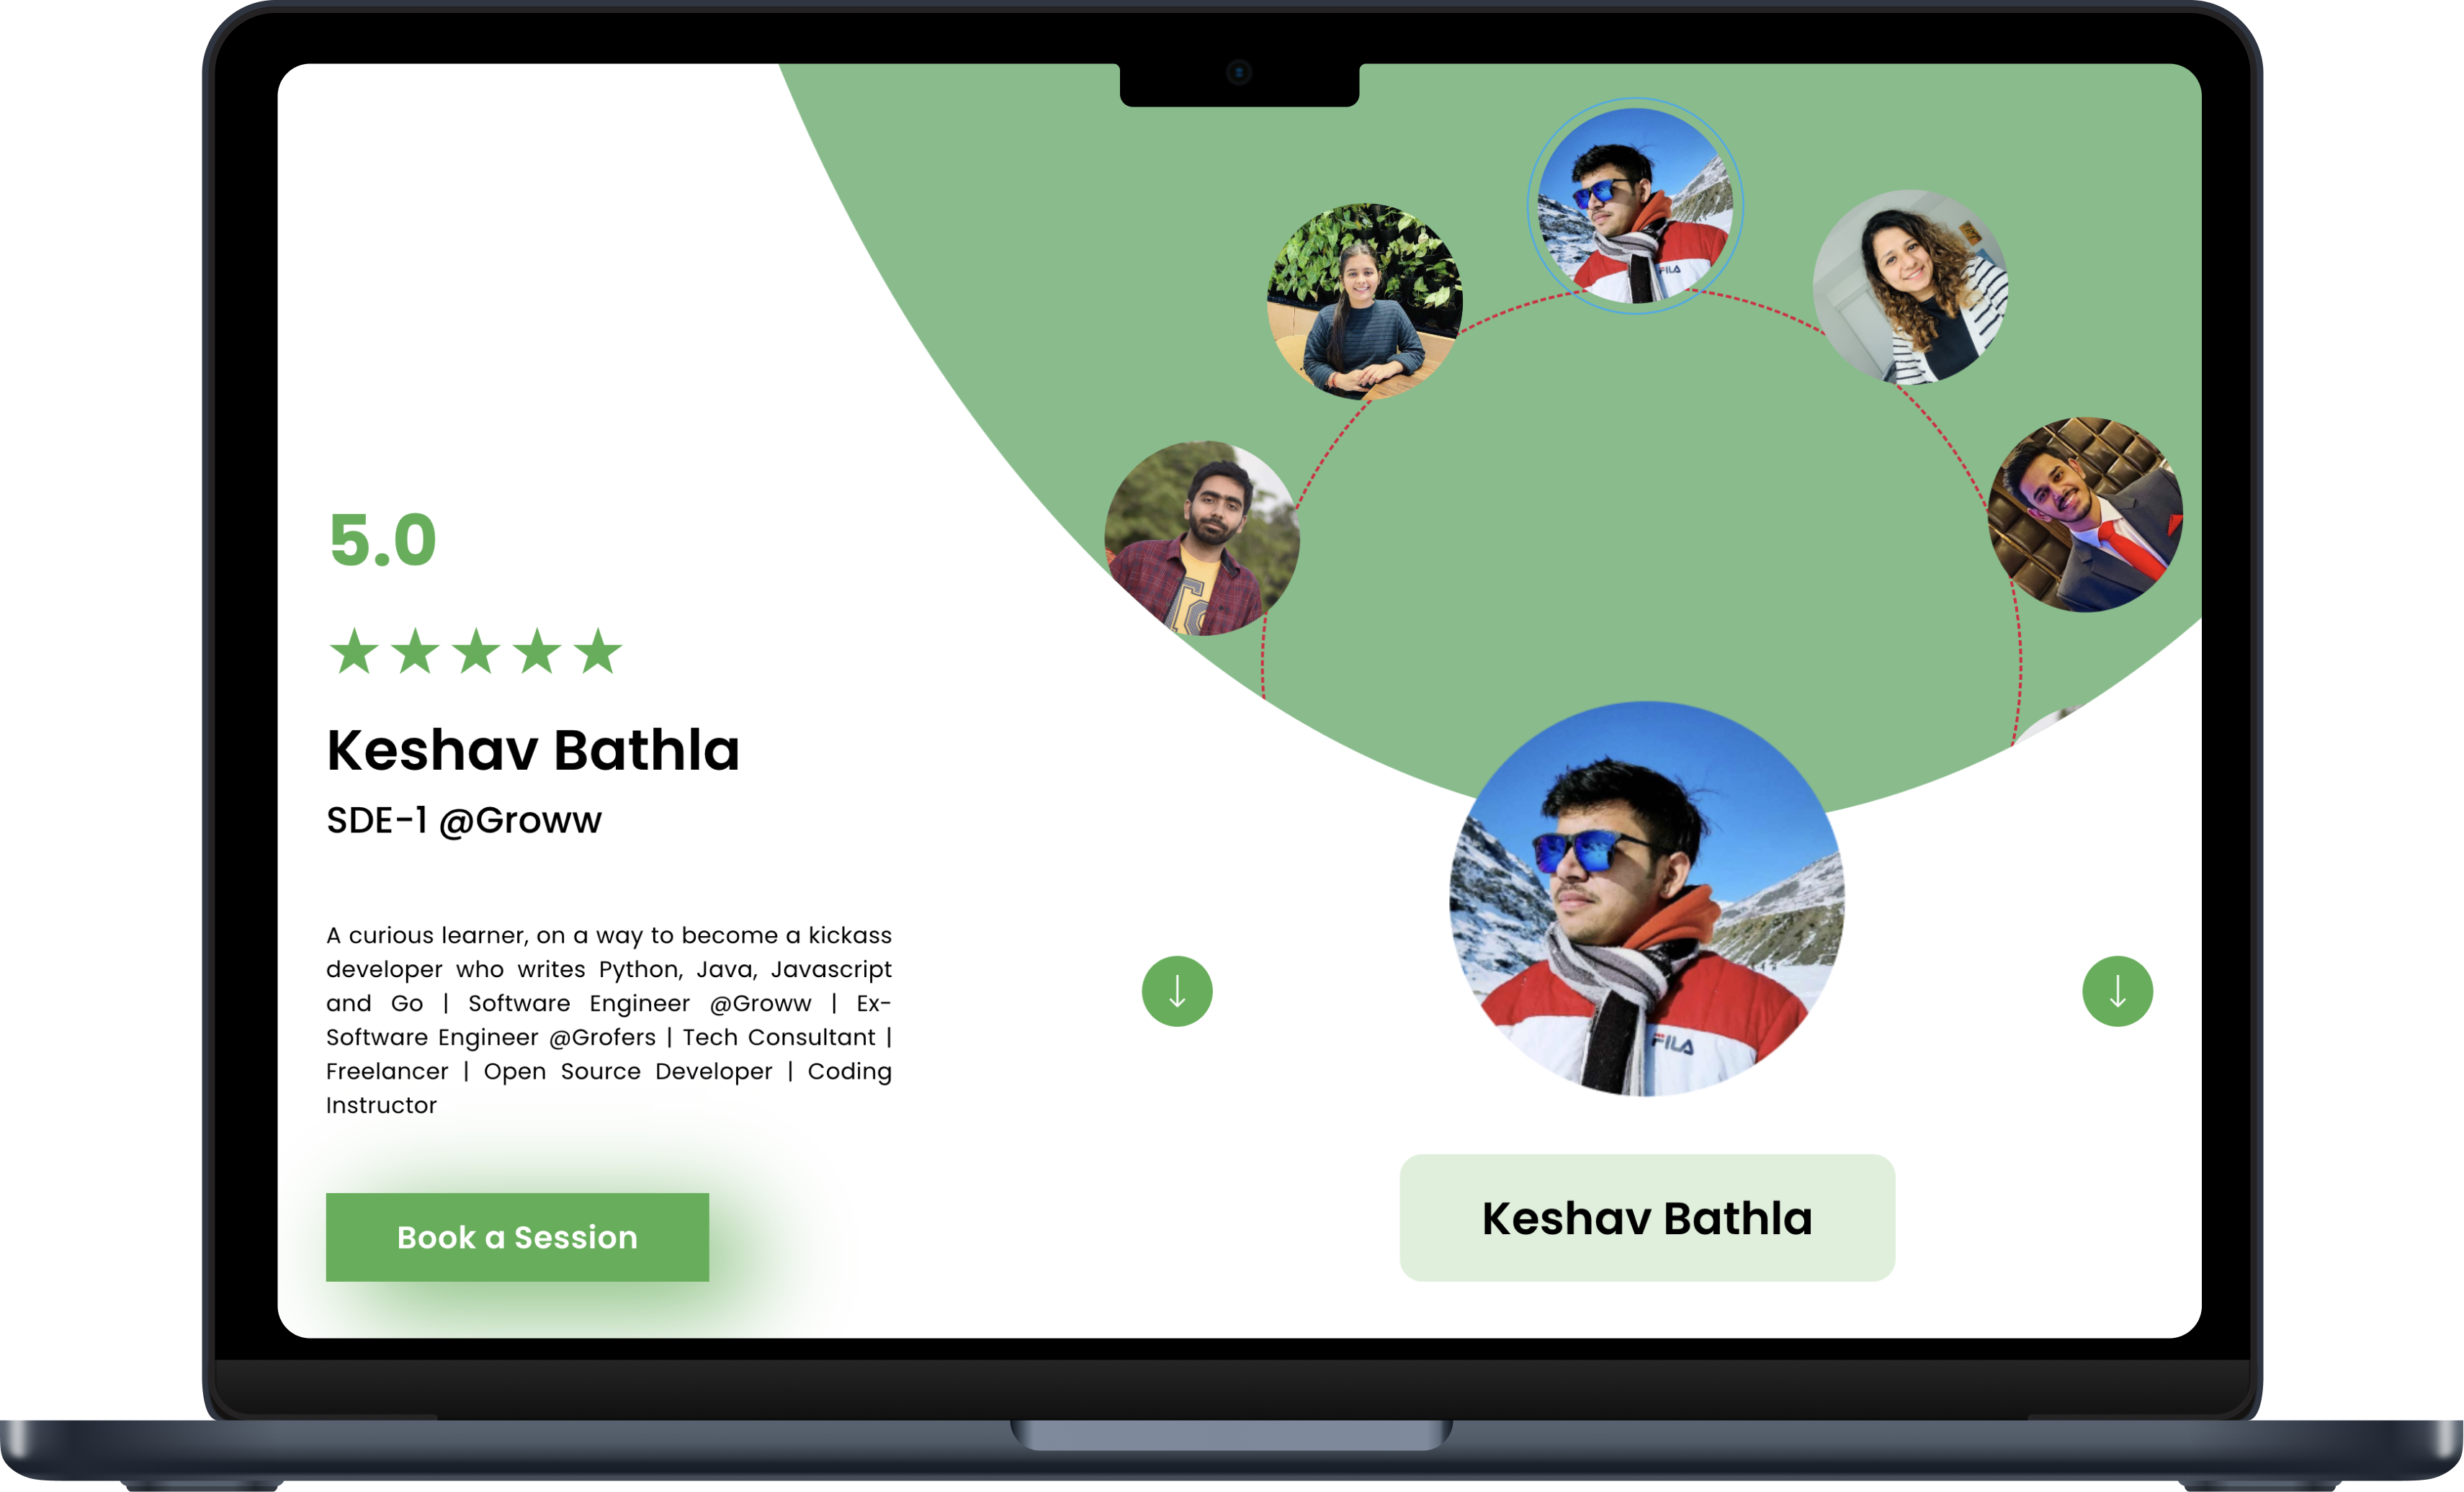 5.0
Keshav Bathla
SDE-1 @Groww
A curious learner, on a way to become a kickass
developer who writes Python, Java, Javascript
and Go | Software Engineer @Groww | Ex-
Software Engineer @Grofers | Tech Consultant |
Freelancer | Open Source Developer | Coding
Instructor
Book a Session
FILA
FILA
Keshav Bathla